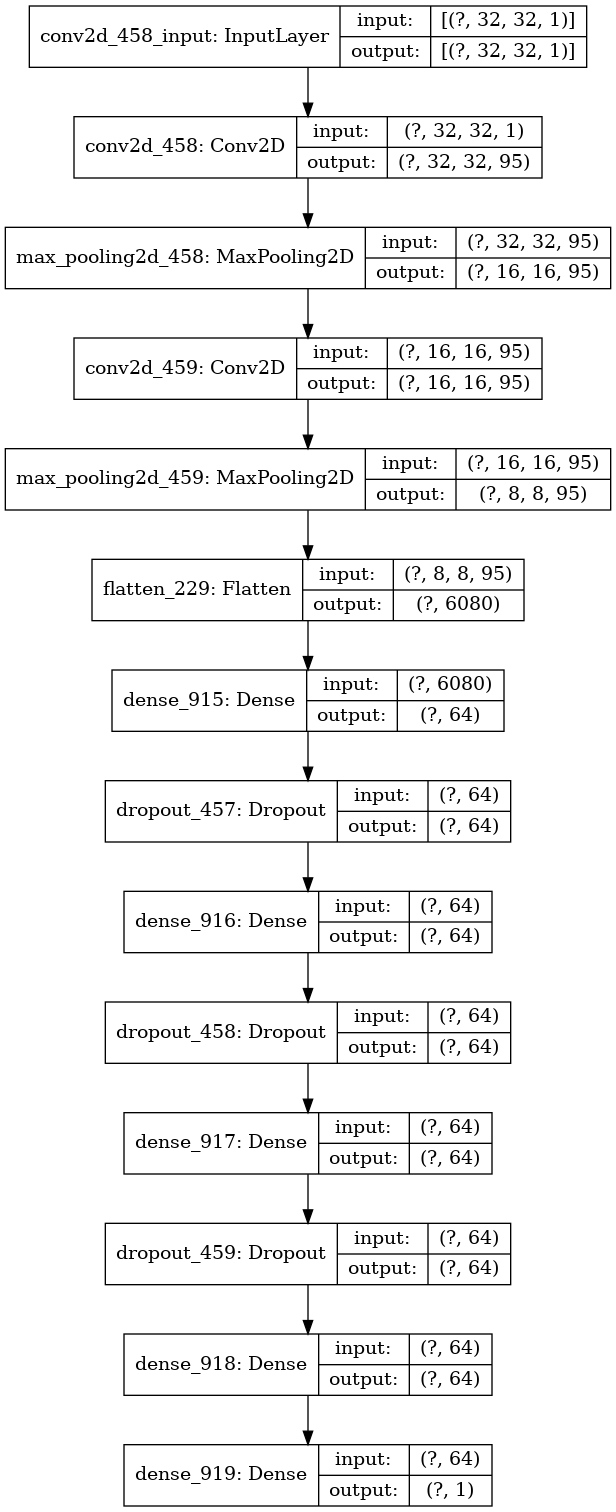 conv2d_458_input: InputLayer
input: [(?, 32, 32, 1)]
output: [(?, 32, 32, 1)]
conv2d_458: Conv2D
input: (?, 32, 32, 1)
output: (?, 32, 32, 95)
max_pooling2d_458: MaxPooling2D
input: (?, 32, 32, 95)
output: (?, 16, 16, 95)
conv2d_459: Conv2D
input: (?, 16, 16, 95)
output: (?, 16, 16, 95)
max_pooling2d_459: MaxPooling2D
input: (?, 16, 16, 95)
output: (?, 8, 8, 95)
flatten_229: Flatten
input: (?, 8, 8, 95)
output: (?, 6080)
dense_915: Dense
input: (?, 6080)
output: (?, 64)
dropout_457: Dropout
input: (?, 64)
output: (?, 64)
dense_916: Dense
input: (?, 64)
output: (?, 64)
dropout_458: Dropout
input: (?, 64)
output: (?, 64)
dense_917: Dense
input: (?, 64)
output: (?, 64)
dropout_459: Dropout
input: (?, 64)
output: (?, 64)
dense_918: Dense
input: (?, 64)
output: (?, 64)
dense_919: Dense
input: (?, 64)
output: (?, 1)